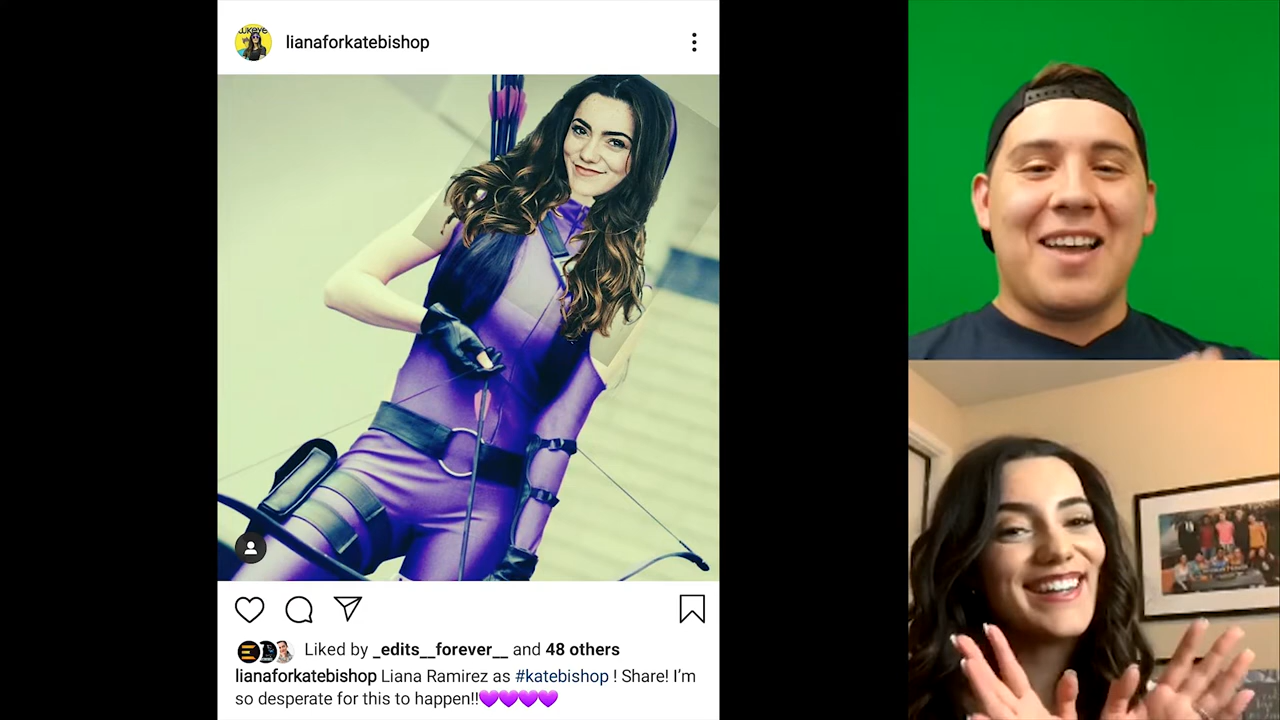 lianaforkatebishop
Liked by _edits__forever__ and 48 others
lianaforkatebishop Liana Ramirez as #katebishop ! Share! I’m
so desperate for this to happen!!💜💜💜💜